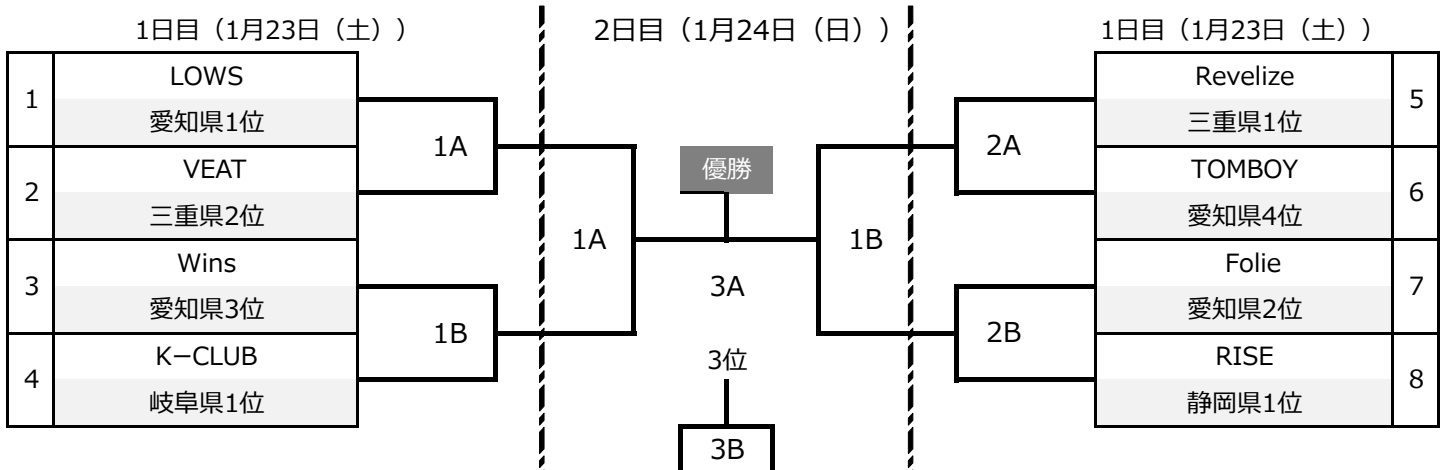 1日目（1月23日（土））
2日目（1月24日（日））
1日目（1月23日（土））
1
LOWS
愛知県1位
2
VEAT
三重県2位
3
Wins
愛知県3位
4
K−CLUB
岐阜県1位
1A
1B
1A
優勝
3A
3位
3B
1B
2A
2B
Revelize
三重県1位
5
TOMBOY
愛知県4位
6
Folie
愛知県2位
7
RISE
静岡県1位
8